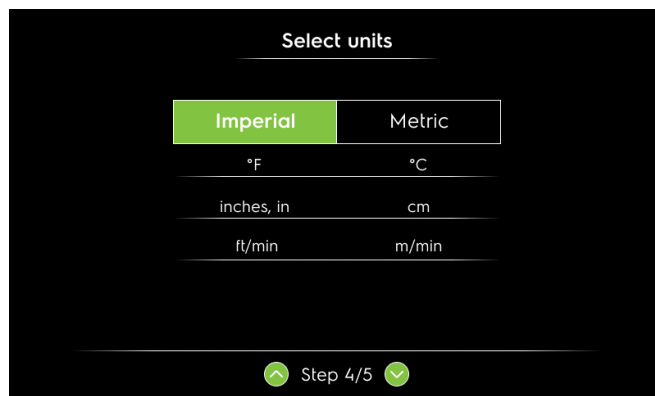 Select units
Imperial Metric
°F °C
inches, in cm
ft/min m/min
Step 4/5